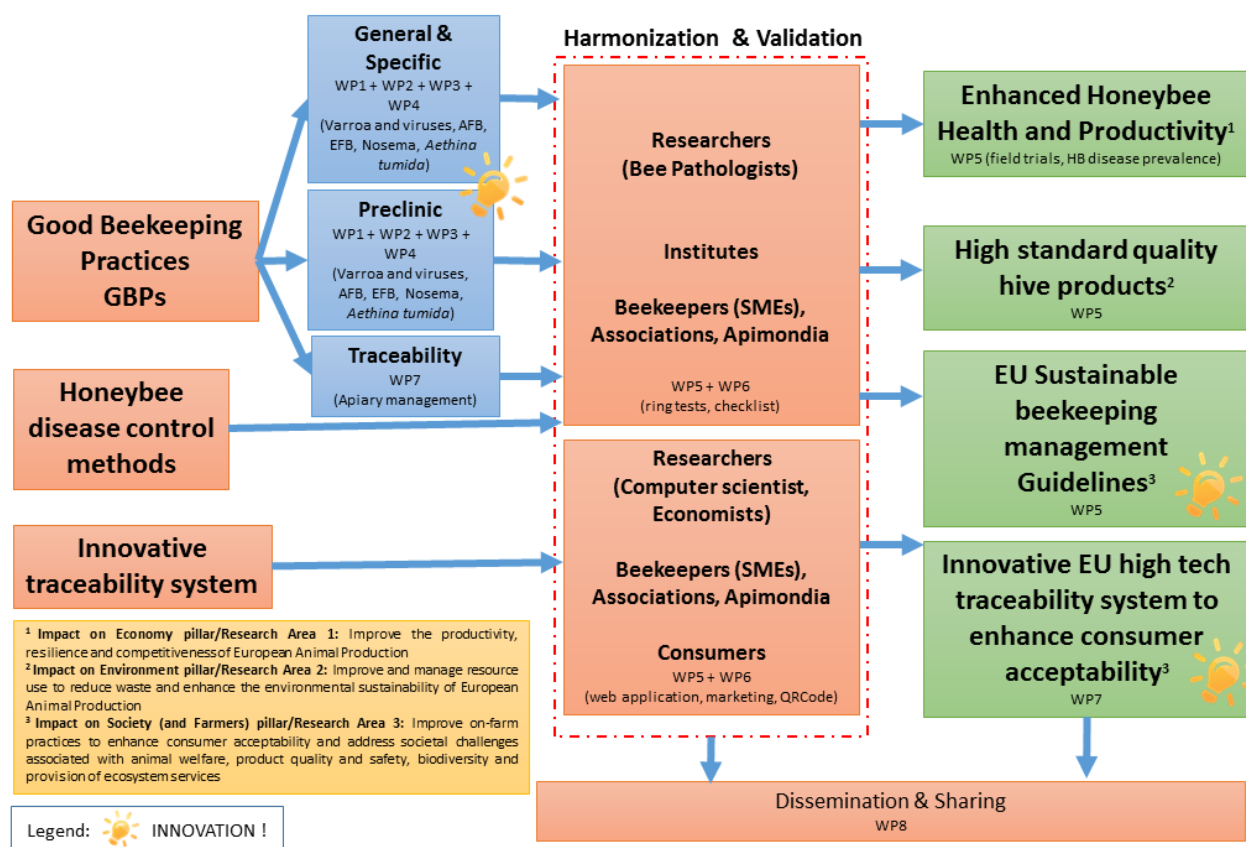 General &
Specific
WP1 + WP2 + WP3 +
WP4
(Varroa and viruses, AFB,
EFB, Nosema, Aethina
tumida)
Preclinic
WP1 + WP2 + WP3 +
WP4
(Varroa and viruses,
AFB, EFB, Nosema,
Aethina tumida)
Traceability
WP7
(Apiary management)
Good Beekeeping
Practices
GBPs
Honeybee
disease control
methods
Innovative
traceability system
Harmonization & Validation
Researchers
(Bee Pathologists)
Institutes
Beekeepers (SMEs),
Associations, Apimondia
WP5 + WP6
(ring tests, checklist)
Researchers
(Computer scientist,
Economists)
Beekeepers (SMEs),
Associations, Apimondia
Consumers
WP5 + WP6
(web application, marketing, QRCode)
Enhanced Honeybee
Health and Productivity¹
WP5 (field trials, HB disease prevalence)
High standard quality
hive products²
WP5
EU Sustainable
beekeeping
management
Guidelines³
WP5
Innovative EU high tech
traceability system to
enhance consumer
acceptability³
WP7
¹ Impact on Economy pillar/Research Area 1: Improve the productivity,
resilience and competitiveness of European Animal Production
² Impact on Environment pillar/Research Area 2: Improve and manage resource
use to reduce waste and enhance the environmental sustainability of European
Animal Production
³ Impact on Society (and Farmers) pillar/Research Area 3: Improve on-farm
practices to enhance consumer acceptability and address societal challenges
associated with animal welfare, product quality and safety, biodiversity and
provision of ecosystem services
Dissemination & Sharing
WP8
Legend: INNOVATION !